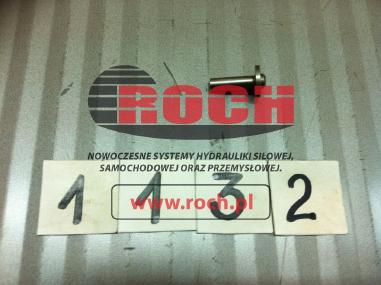 ROCH
NOWOCZESNE SYSTEMY HYDRAULIKI SIŁOWEJ,
SAMOCHODOWEJ ORAZ PRZEMYSŁOWEJ.
1 1 3 2
www.roch.pl